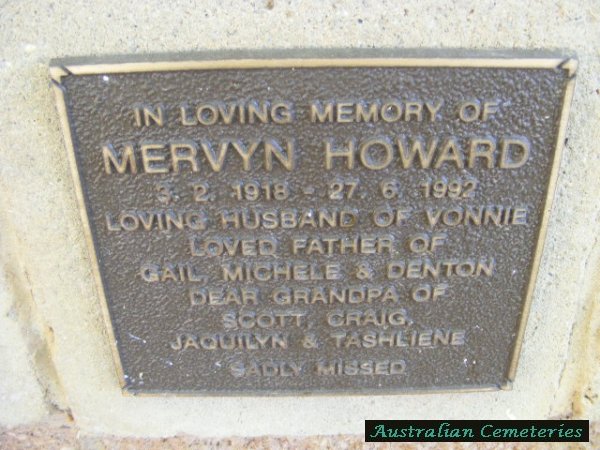 IN LOVING MEMORY OF
MERVYN HOWARD
3. 2. 1918 - 27. 6. 1992
LOVING HUSBAND OF VONNIE
LOVED FATHER OF
GAIL, MICHELE & DENTON
DEAR GRANDPA OF
SCOTT, CRAIG,
JAQUILYN & TASHLIENE
SADLY MISSED
Australian Cemeteries